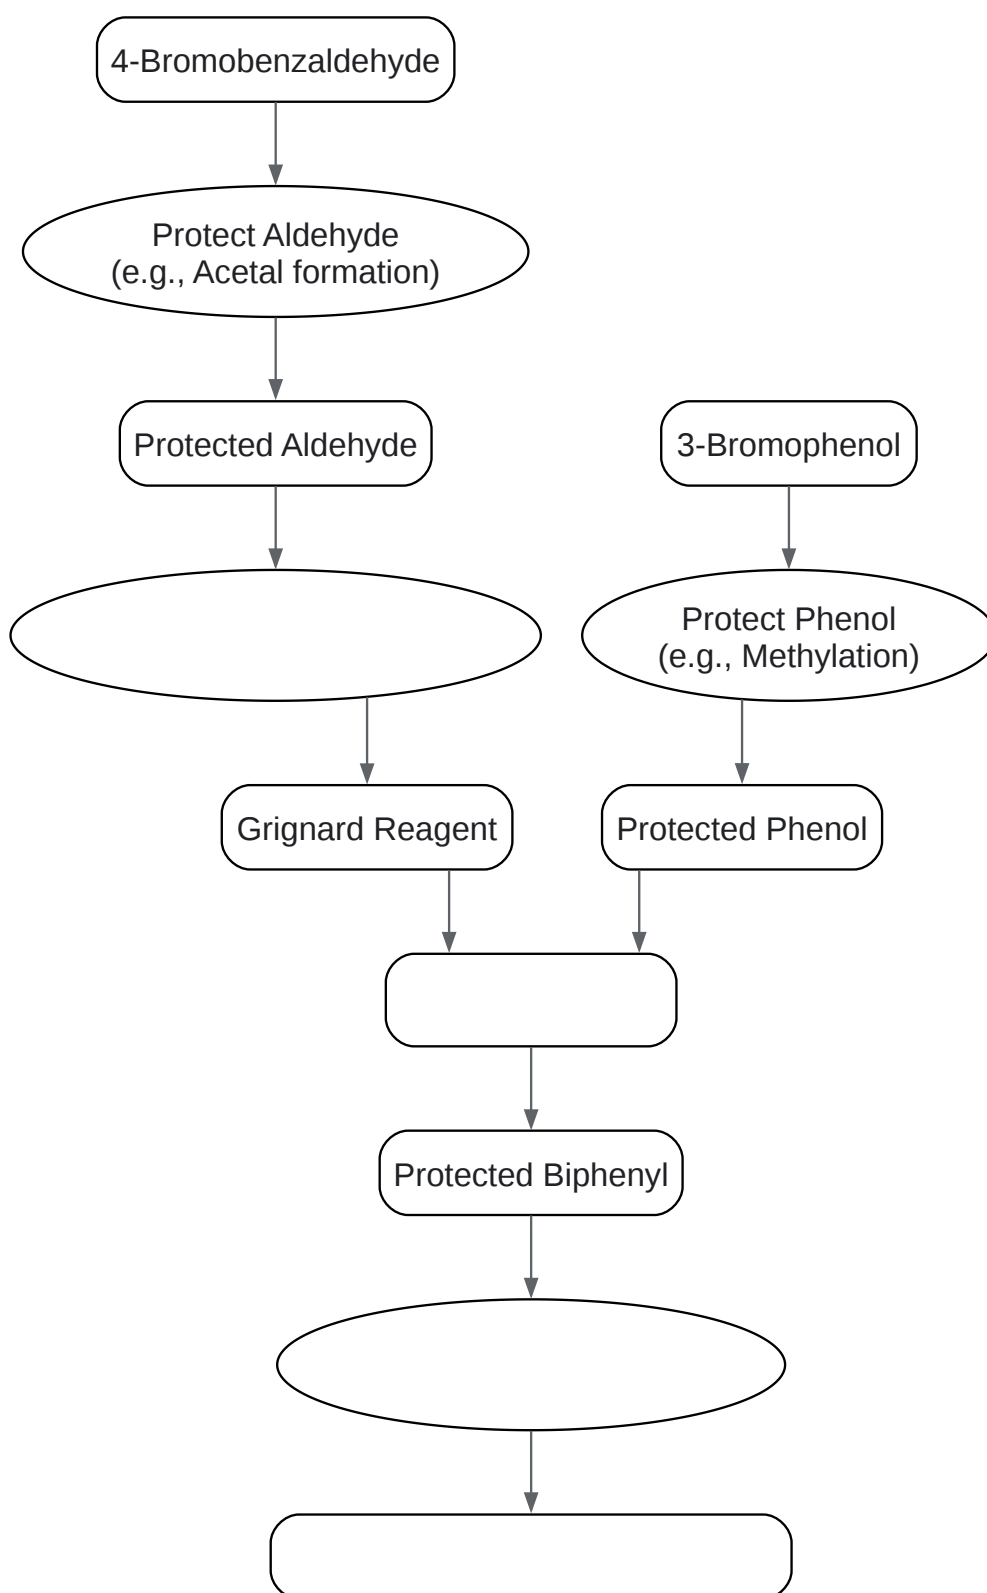 4-Bromobenzaldehyde
Protect Aldehyde
(e.g., Acetal formation)
Protected Aldehyde
3-Bromophenol
Protect Phenol
(e.g., Methylation)
Grignard Reagent
Protected Phenol
Protected Biphenyl